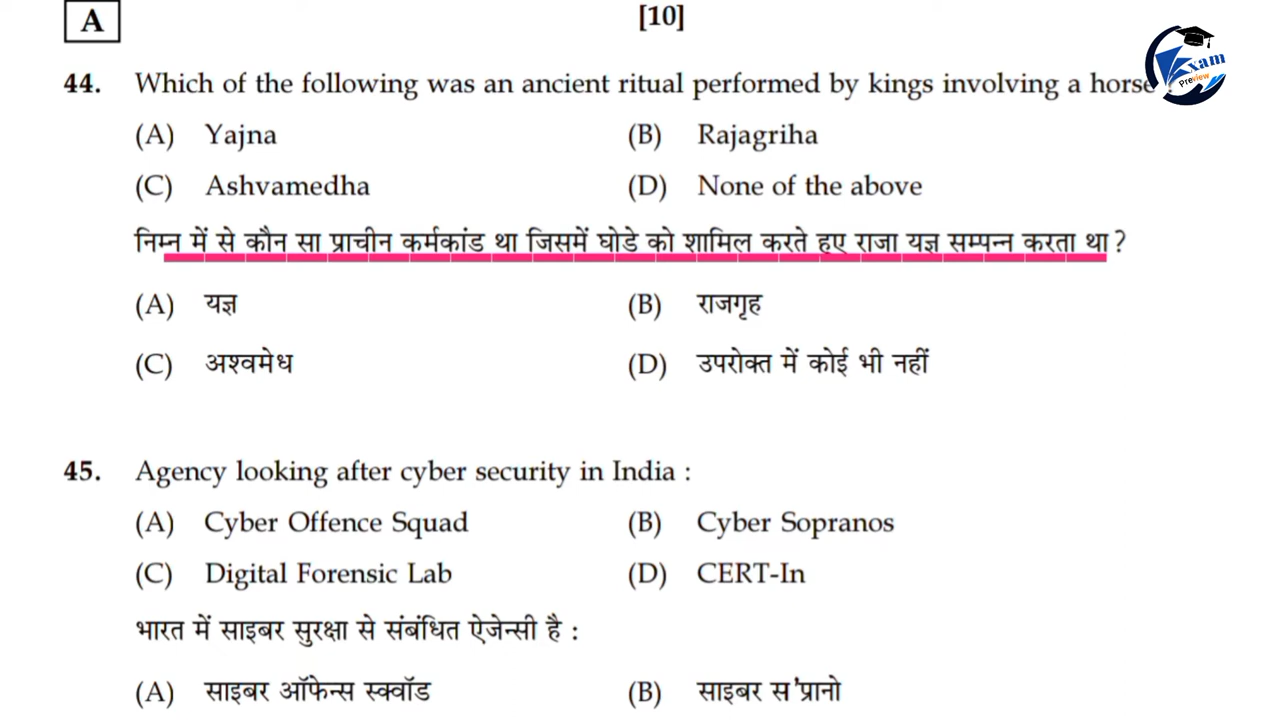 A
[10]
Exam
Preview
44. Which of the following was an ancient ritual performed by kings involving a horse
(A) Yajna (B) Rajagriha
(C) Ashvamedha (D) None of the above
निम्न में से कौन सा प्राचीन कर्मकांड था जिसमें घोडे को शामिल करते हुए राजा यज्ञ सम्पन्न करता था ?
(A) यज्ञ (B) राजगृह
(C) अश्वमेध (D) उपरोक्त में कोई भी नहीं
45. Agency looking after cyber security in India :
(A) Cyber Offence Squad (B) Cyber Sopranos
(C) Digital Forensic Lab (D) CERT-In
भारत में साइबर सुरक्षा से संबंधित ऐजेन्सी है :
(A) साइबर ऑफेन्स स्क्वॉड (B) साइबर स'प्रानो